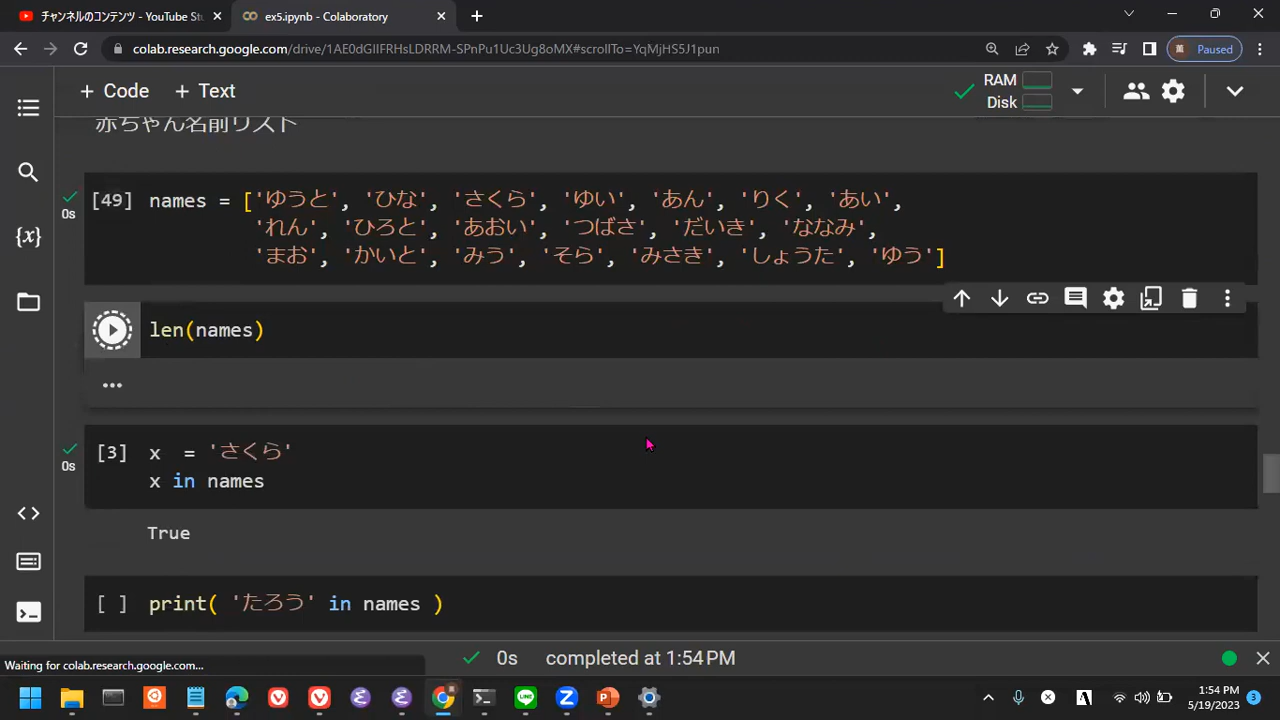 チャンネルのコンテンツ - YouTube Stu
ex5.ipynb - Colaboratory
colab.research.google.com/drive/1AE0dGlIFRHsLDRRM-SPnPu1Uc3Ug8oMX#scrollTo=YqMjHS5J1pun
Paused
+ Code + Text
RAM
Disk
赤ちゃん名前リスト
[49] names = ['ゆうと', 'ひな', 'さくら', 'ゆい', 'あん', 'りく', 'あい',
0s
'れん', 'ひろと', 'あおい', 'つばさ', 'だいき', 'ななみ',
'まお', 'かいと', 'みう', 'そら', 'みさき', 'しょうた', 'ゆう']
{x}
len(names)
...
[3] x = 'さくら'
0s
x in names
True
[ ] print( 'たろう' in names )
Waiting for colab.research.google.com...
0s completed at 1:54 PM
A
1:54 PM
5/19/2023
3